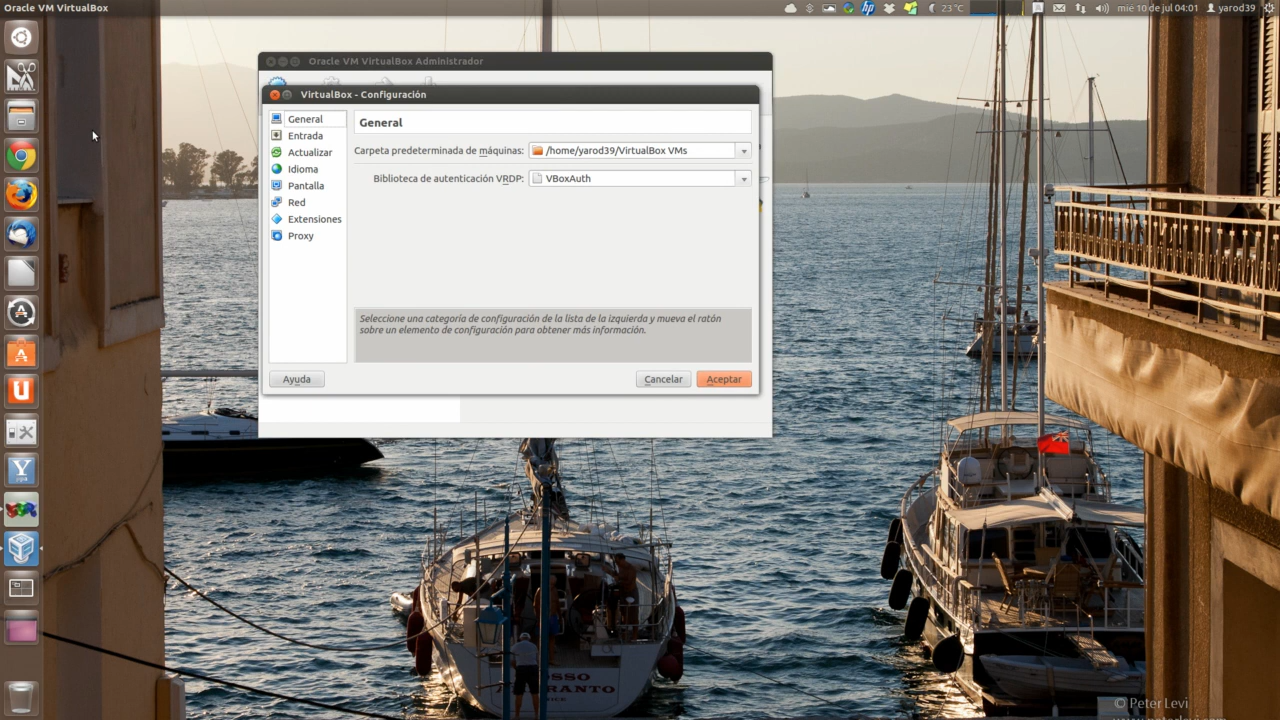 Oracle VM VirtualBox
23 °C
A
mié 10 de jul 04:01
yarod39
Oracle VM VirtualBox Administrador
VirtualBox - Configuración
General
Entrada
Actualizar
Idioma
Pantalla
Red
Extensiones
Proxy
General
Carpeta predeterminada de máquinas:
/home/yarod39/VirtualBox VMs
Biblioteca de autenticación VRDP:
VBoxAuth
Seleccione una categoría de configuración de la lista de la izquierda y mueva el ratón
sobre un elemento de configuración para obtener más información.
Ayuda
Cancelar
Aceptar
© Peter Levi